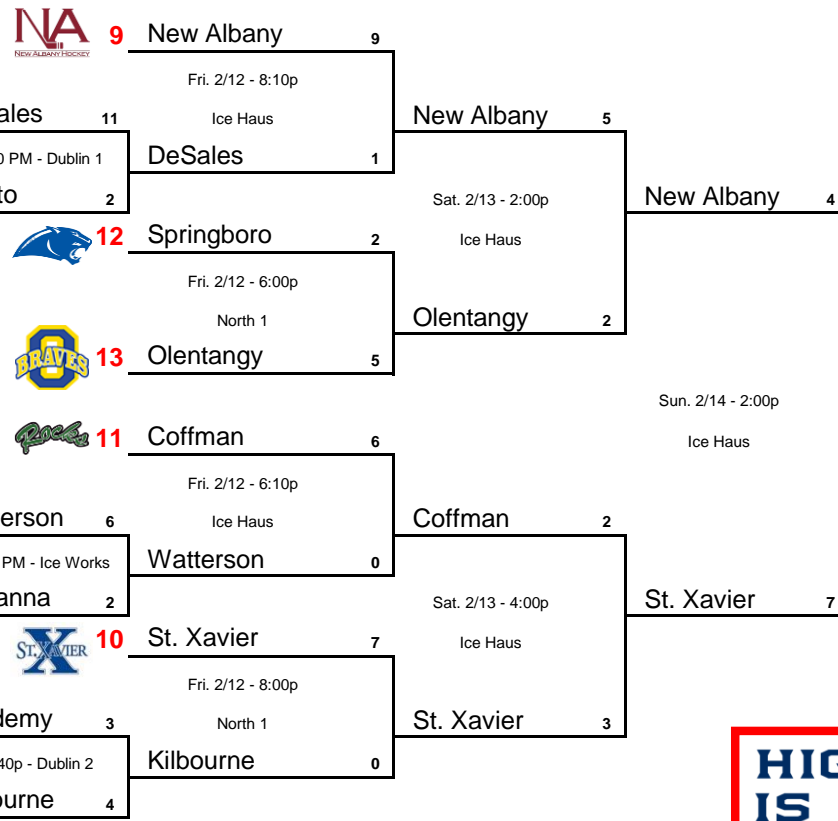 NA
NEW ALBANY HOCKEY
9 New Albany 9
Fri. 2/12 - 8:10p
Ice Haus
ales 11
0 PM - Dublin 1
to 2
DeSales 1
New Albany 5
Sat. 2/13 - 2:00p
Ice Haus
New Albany 4
12 Springboro 2
Fri. 2/12 - 6:00p
North 1
BRAVES
13 Olentangy 5
Olentangy 2
Sun. 2/14 - 2:00p
Ice Haus
Rocks
11 Coffman 6
Fri. 2/12 - 6:10p
Ice Haus
erson 6
PM - Ice Works
anna 2
Watterson 0
Coffman 2
Sat. 2/13 - 4:00p
Ice Haus
St. Xavier 7
ST. XAVIER
10 St. Xavier 7
Fri. 2/12 - 8:00p
North 1
demy 3
40p - Dublin 2
ourne 4
Kilbourne 0
St. Xavier 3
HIG
IS